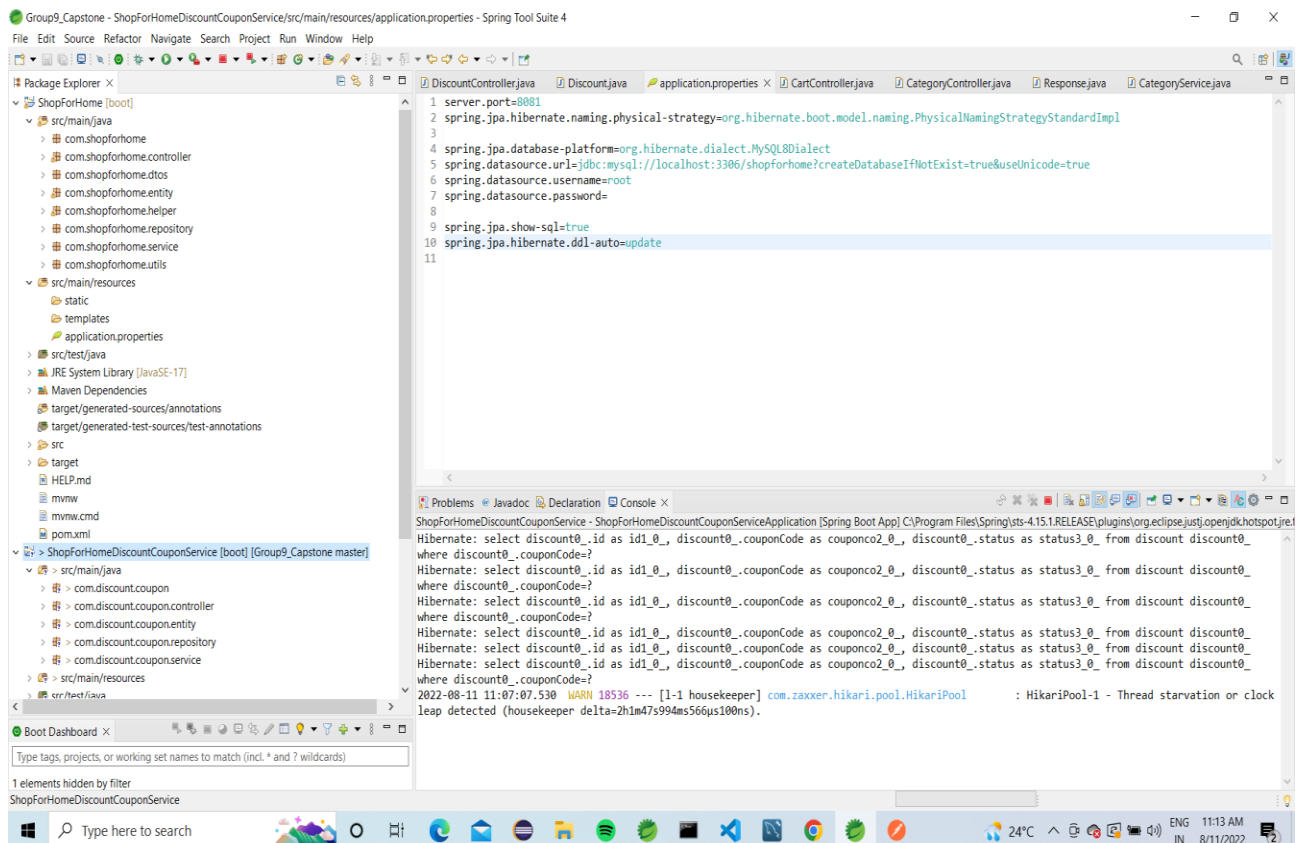 Group9_Capstone - ShopForHomeDiscountCouponService/src/main/resources/application.properties - Spring Tool Suite 4
File Edit Source Refactor Navigate Search Project Run Window Help
Package Explorer
ShopForHome [boot]
src/main/java
com.shopforhome
com.shopforhome.controller
com.shopforhome.dtos
com.shopforhome.entity
com.shopforhome.helper
com.shopforhome.repository
com.shopforhome.service
com.shopforhome.utils
src/main/resources
static
templates
application.properties
src/test/java
JRE System Library [JavaSE-17]
Maven Dependencies
target/generated-sources/annotations
target/generated-test-sources/test-annotations
src
target
HELP.md
mvnw
mvnw.cmd
pom.xml
> ShopForHomeDiscountCouponService [boot] [Group9_Capstone master]
> src/main/java
> com.discount.coupon
> com.discount.coupon.controller
> com.discount.coupon.entity
> com.discount.coupon.repository
> com.discount.coupon.service
> src/main/resources
> src/test/java
Boot Dashboard
Type tags, projects, or working set names to match (incl. * and ? wildcards)
1 elements hidden by filter
DiscountController.java Discount.java application.properties CartController.java CategoryController.java Response.java CategoryService.java
1 server.port=8081
2 spring.jpa.hibernate.naming.physical-strategy=org.hibernate.boot.model.naming.PhysicalNamingStrategyStandardImpl
3
4 spring.jpa.database-platform=org.hibernate.dialect.MySQL8Dialect
5 spring.datasource.url=jdbc:mysql://localhost:3306/shopforhome?createDatabaseIfNotExist=true&useUnicode=true
6 spring.datasource.username=root
7 spring.datasource.password=
8
9 spring.jpa.show-sql=true
10 spring.jpa.hibernate.ddl-auto=update
11
Problems Javadoc Declaration Console
ShopForHomeDiscountCouponService - ShopForHomeDiscountCouponServiceApplication [Spring Boot App] C:\Program Files\Spring\sts-4.15.1.RELEASE\plugins\org.eclipse.justj.openjdk.hotspot.jre.f
Hibernate: select discount0_.id as id1_0_, discount0_.couponCode as couponco2_0_, discount0_.status as status3_0_ from discount discount0_
where discount0_.couponCode=?
Hibernate: select discount0_.id as id1_0_, discount0_.couponCode as couponco2_0_, discount0_.status as status3_0_ from discount discount0_
where discount0_.couponCode=?
Hibernate: select discount0_.id as id1_0_, discount0_.couponCode as couponco2_0_, discount0_.status as status3_0_ from discount discount0_
where discount0_.couponCode=?
Hibernate: select discount0_.id as id1_0_, discount0_.couponCode as couponco2_0_, discount0_.status as status3_0_ from discount discount0_
Hibernate: select discount0_.id as id1_0_, discount0_.couponCode as couponco2_0_, discount0_.status as status3_0_ from discount discount0_
Hibernate: select discount0_.id as id1_0_, discount0_.couponCode as couponco2_0_, discount0_.status as status3_0_ from discount discount0_
where discount0_.couponCode=?
2022-08-11 11:07:07.530 WARN 18536 --- [l-1 housekeeper] com.zaxxer.hikari.pool.HikariPool : HikariPool-1 - Thread starvation or clock
leap detected (housekeeper delta=2h1m47s994ms566µs100ns).
ShopForHomeDiscountCouponService
Type here to search
24°C
ENG
IN
11:13 AM
8/11/2022
2